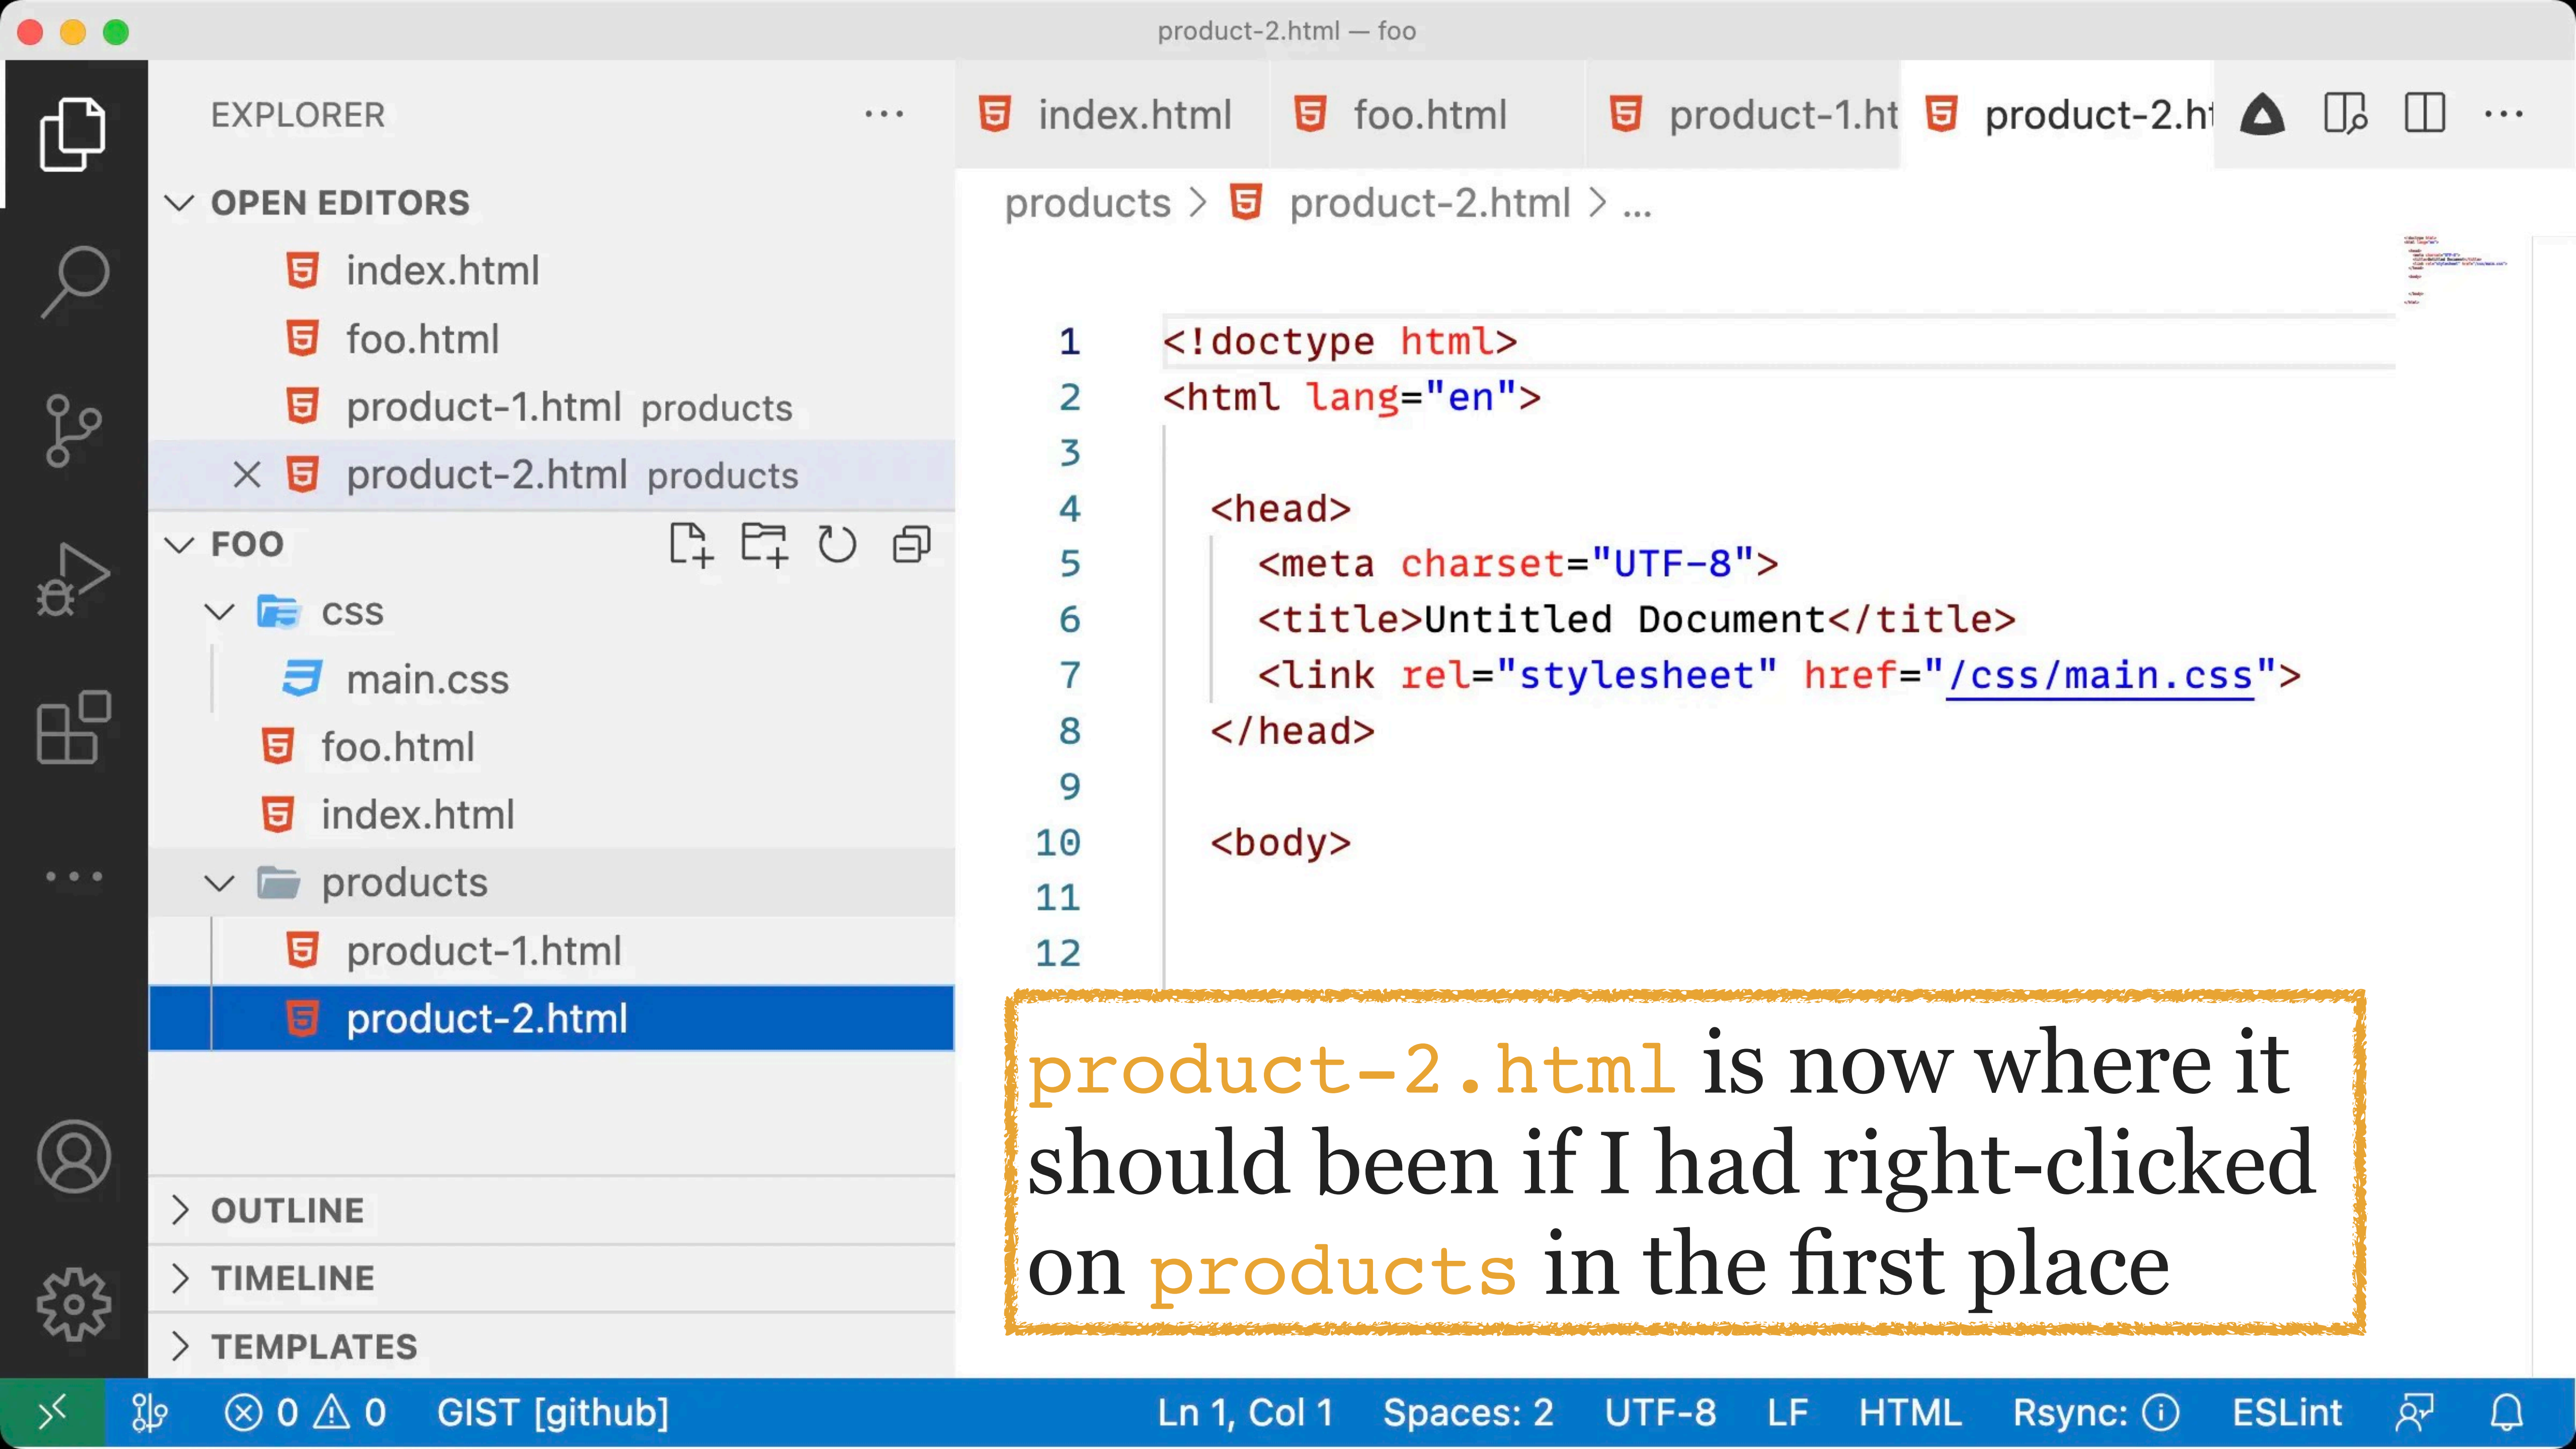 product-2.html — foo
EXPLORER
OPEN EDITORS
index.html
foo.html
product-1.html products
product-2.html products
FOO
css
main.css
foo.html
index.html
products
product-1.html
product-2.html
OUTLINE
TIMELINE
TEMPLATES
index.html foo.html product-1.ht product-2.ht
products > product-2.html > ...
1 <!doctype html>
2 <html lang="en">
3
4 <head>
5 <meta charset="UTF-8">
6 <title>Untitled Document</title>
7 <link rel="stylesheet" href="/css/main.css">
8 </head>
9
10 <body>
11
12
product-2.html is now where it
should been if I had right-clicked
on products in the first place
0 0 GIST [github] Ln 1, Col 1 Spaces: 2 UTF-8 LF HTML Rsync: ESLint